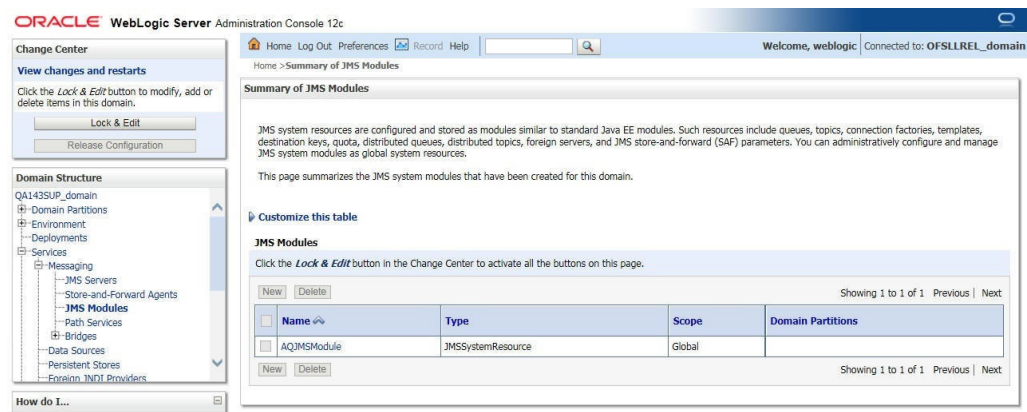 ORACLE WebLogic Server Administration Console 12c
Change Center
View changes and restarts
Click the Lock & Edit button to modify, add or
delete items in this domain.
Lock & Edit
Release Configuration
Domain Structure
QA143SUP_domain
Domain Partitions
Environment
Deployments
Services
Messaging
JMS Servers
Store-and-Forward Agents
JMS Modules
Path Services
Bridges
Data Sources
Persistent Stores
Foreign JNDI Providers
How do I...
Home Log Out Preferences Record Help
Welcome, weblogic Connected to: OFSLLREL_domain
Home >Summary of JMS Modules
Summary of JMS Modules
JMS system resources are configured and stored as modules similar to standard Java EE modules. Such resources include queues, topics, connection factories, templates,
destination keys, quota, distributed queues, distributed topics, foreign servers, and JMS store-and-forward (SAF) parameters. You can administratively configure and manage
JMS system modules as global system resources.
This page summarizes the JMS system modules that have been created for this domain.
Customize this table
JMS Modules
Click the Lock & Edit button in the Change Center to activate all the buttons on this page.
New Delete Showing 1 to 1 of 1 Previous | Next
Name Type Scope Domain Partitions
AQJMSModule JMSSystemResource Global
New Delete Showing 1 to 1 of 1 Previous | Next